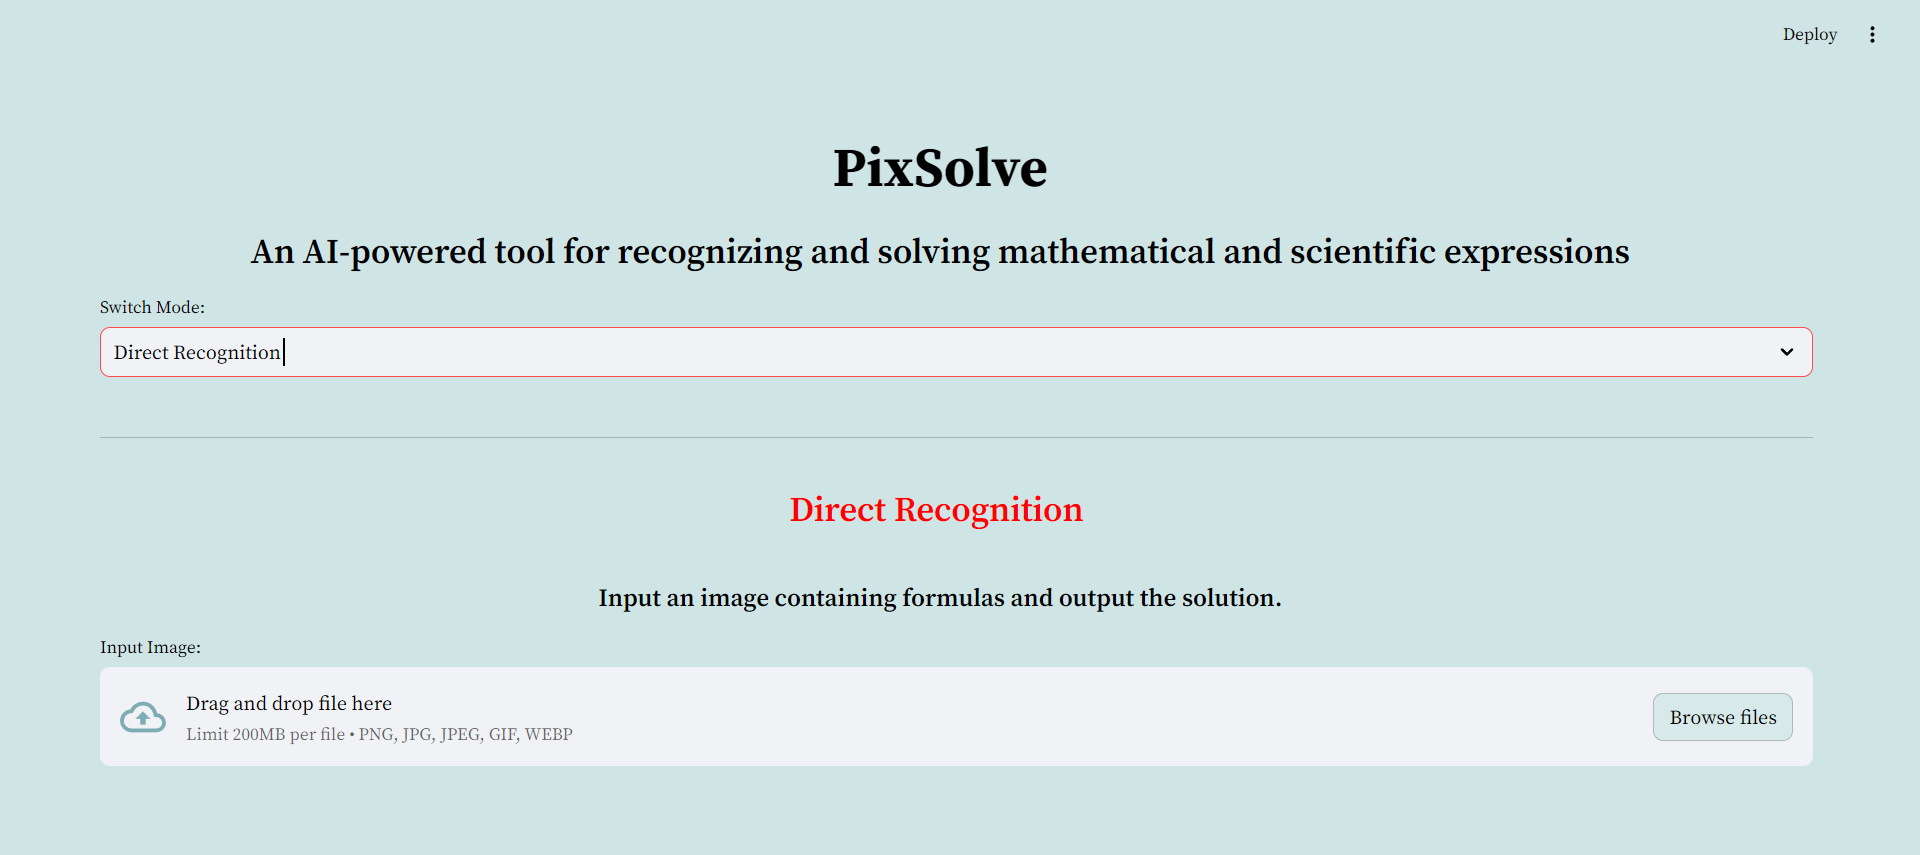 Deploy
PixSolve
An AI-powered tool for recognizing and solving mathematical and scientific expressions
Switch Mode:
Direct Recognition
Direct Recognition
Input an image containing formulas and output the solution.
Input Image:
Drag and drop file here
Limit 200MB per file • PNG, JPG, JPEG, GIF, WEBP
Browse files